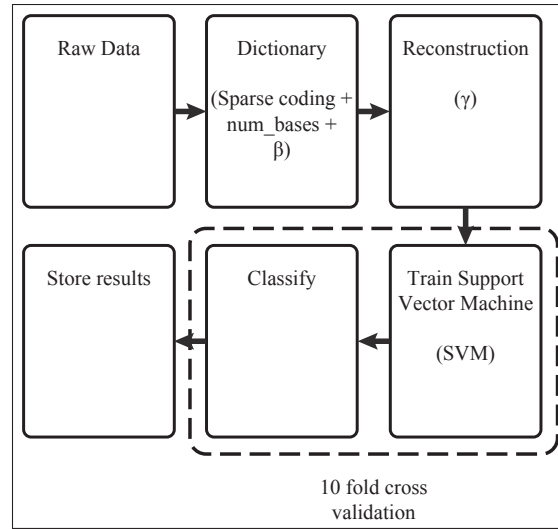 Raw Data
Dictionary
(Sparse coding +
num_bases +
β)
Reconstruction
(γ)
Store results
Classify
Train Support
Vector Machine
(SVM)
10 fold cross
validation